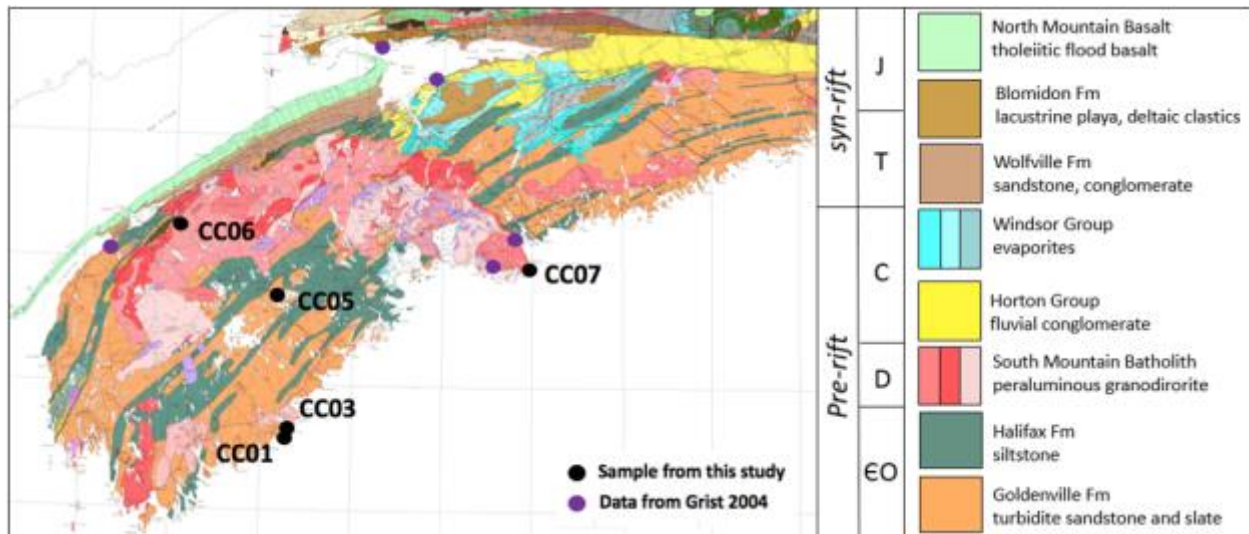 CC06
CC05
CC07
CC03
CC01
Sample from this study
Data from Grist 2004
syn-rift
Pre-rift
J
T
C
D
ЄO
North Mountain Basalt
tholeiitic flood basalt
Blomidon Fm
lacustrine playa, deltaic clastics
Wolfville Fm
sandstone, conglomerate
Windsor Group
evaporites
Horton Group
fluvial conglomerate
South Mountain Batholith
peraluminous granodirorite
Halifax Fm
siltstone
Goldenville Fm
turbidite sandstone and slate